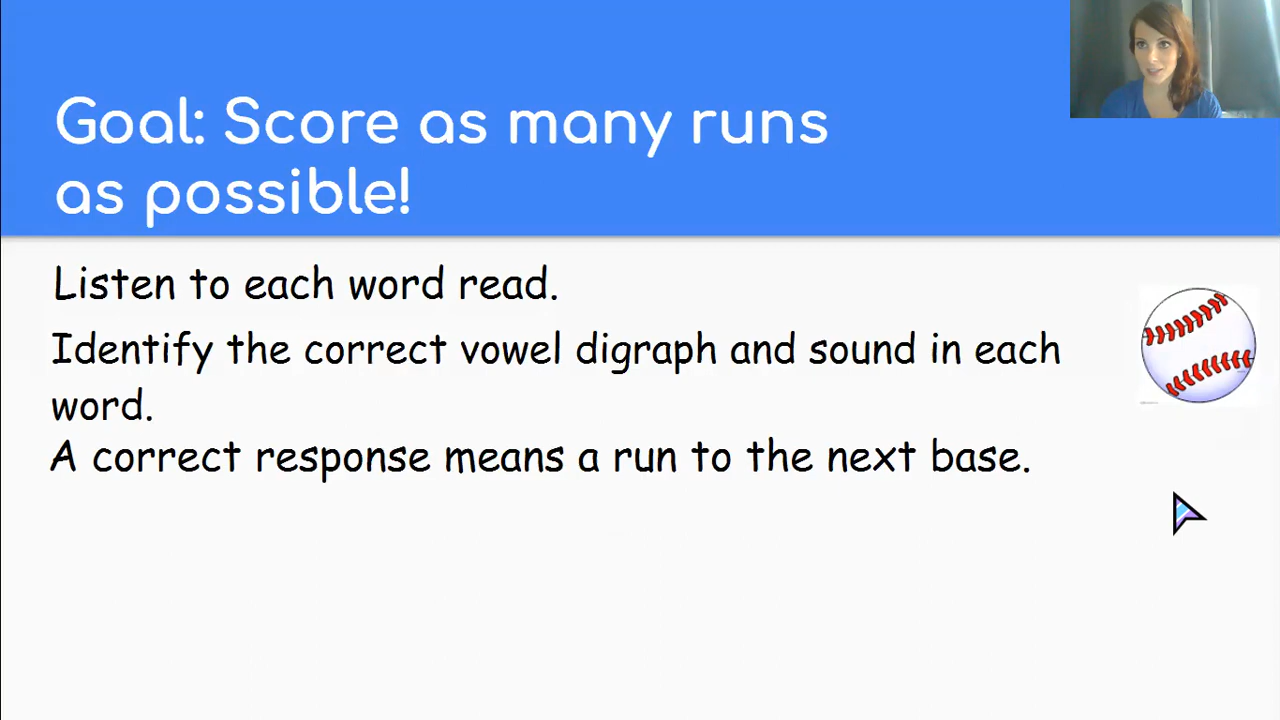 Goal: Score as many runs
as possible!
Listen to each word read.
Identify the correct vowel digraph and sound in each
word.
A correct response means a run to the next base.